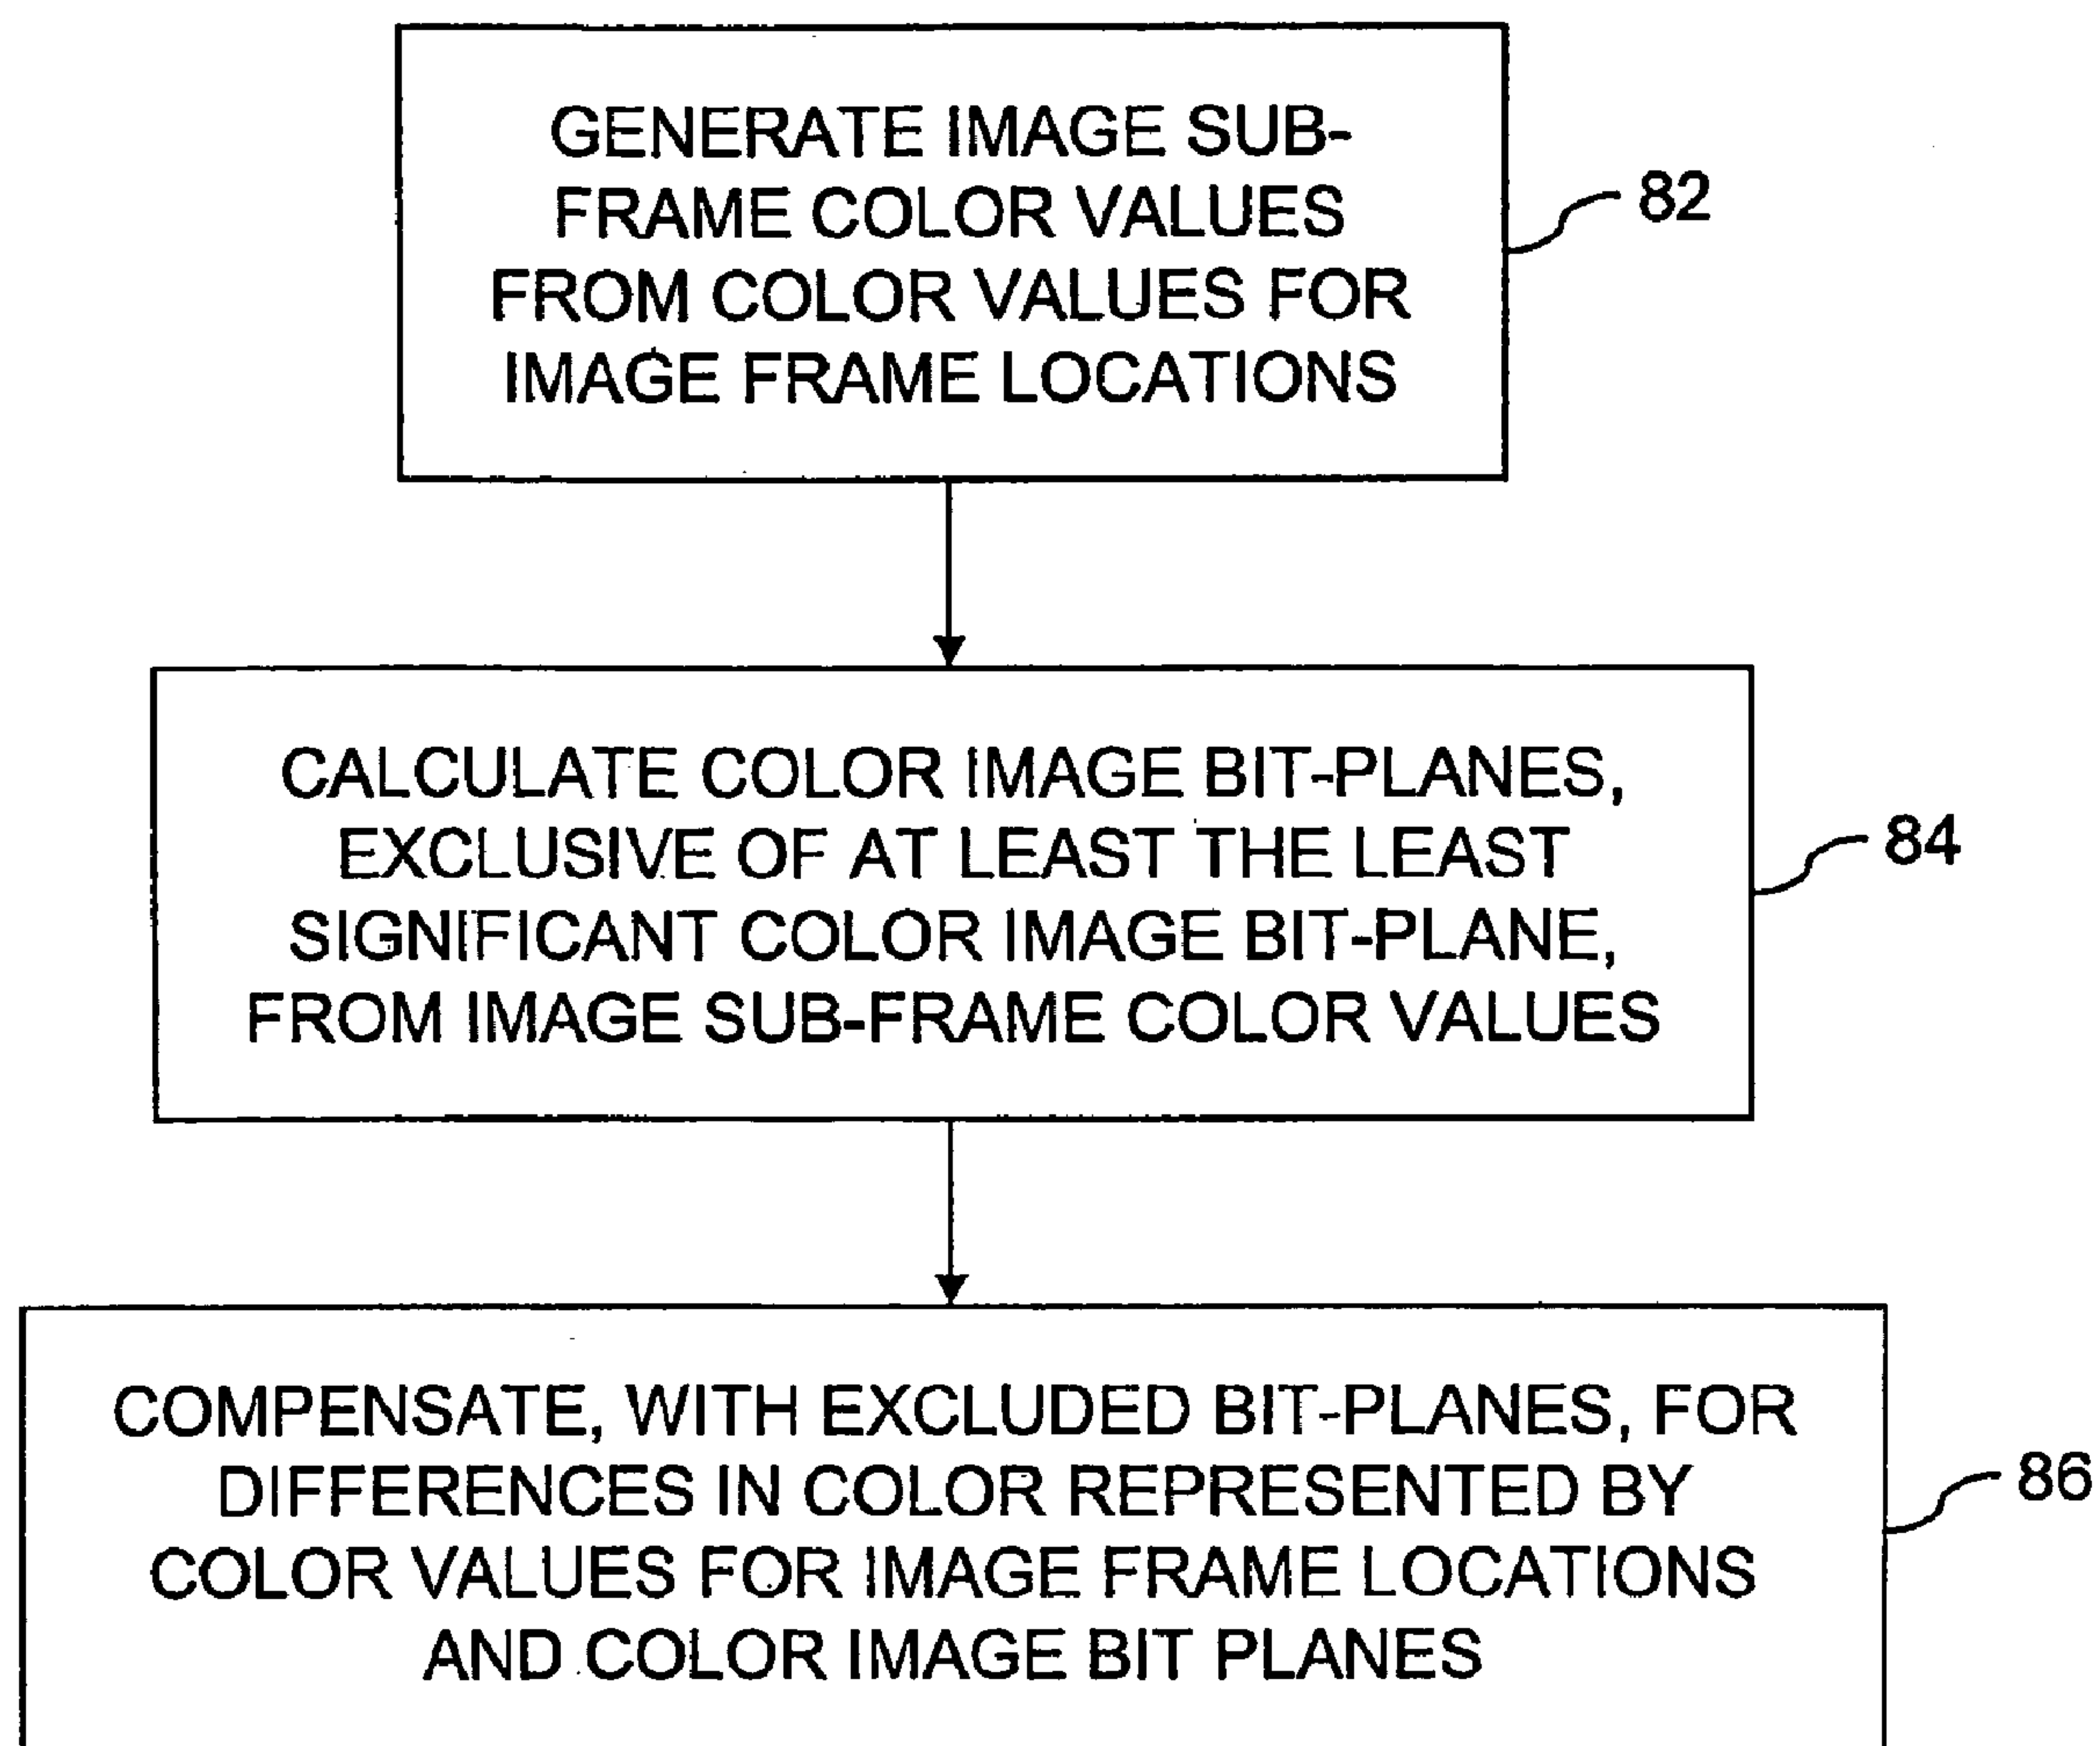 GENERATE IMAGE SUB-
FRAME COLOR VALUES
FROM COLOR VALUES FOR
IMAGE FRAME LOCATIONS
82
CALCULATE COLOR IMAGE BIT-PLANES,
EXCLUSIVE OF AT LEAST THE LEAST
SIGNIFICANT COLOR IMAGE BIT-PLANE,
FROM IMAGE SUB-FRAME COLOR VALUES
84
COMPENSATE, WITH EXCLUDED BIT-PLANES, FOR
DIFFERENCES IN COLOR REPRESENTED BY
COLOR VALUES FOR IMAGE FRAME LOCATIONS
AND COLOR IMAGE BIT PLANES
86